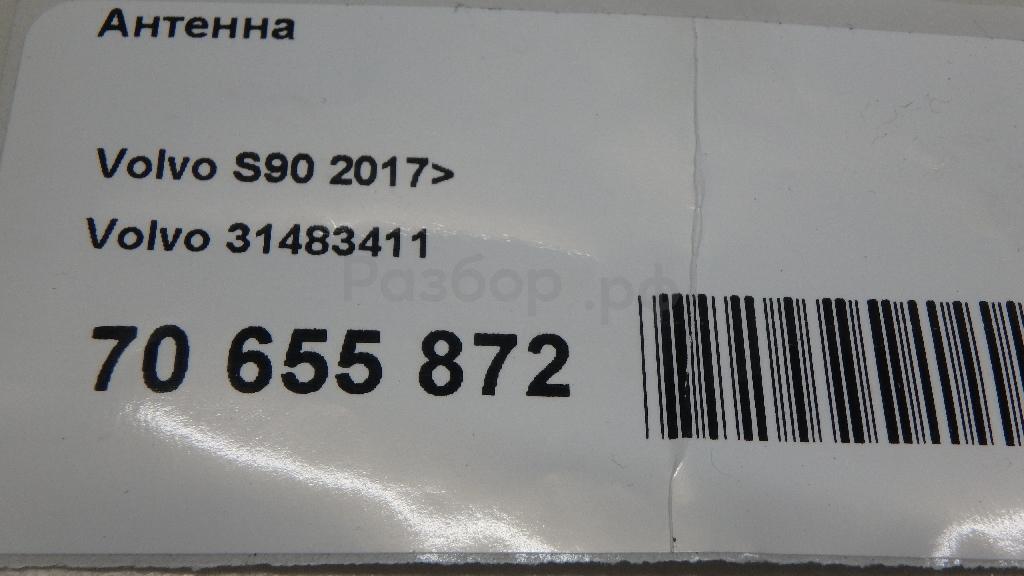 Антенна
Volvo S90 2017>
Volvo 31483411
Разбор.рф
70 655 872